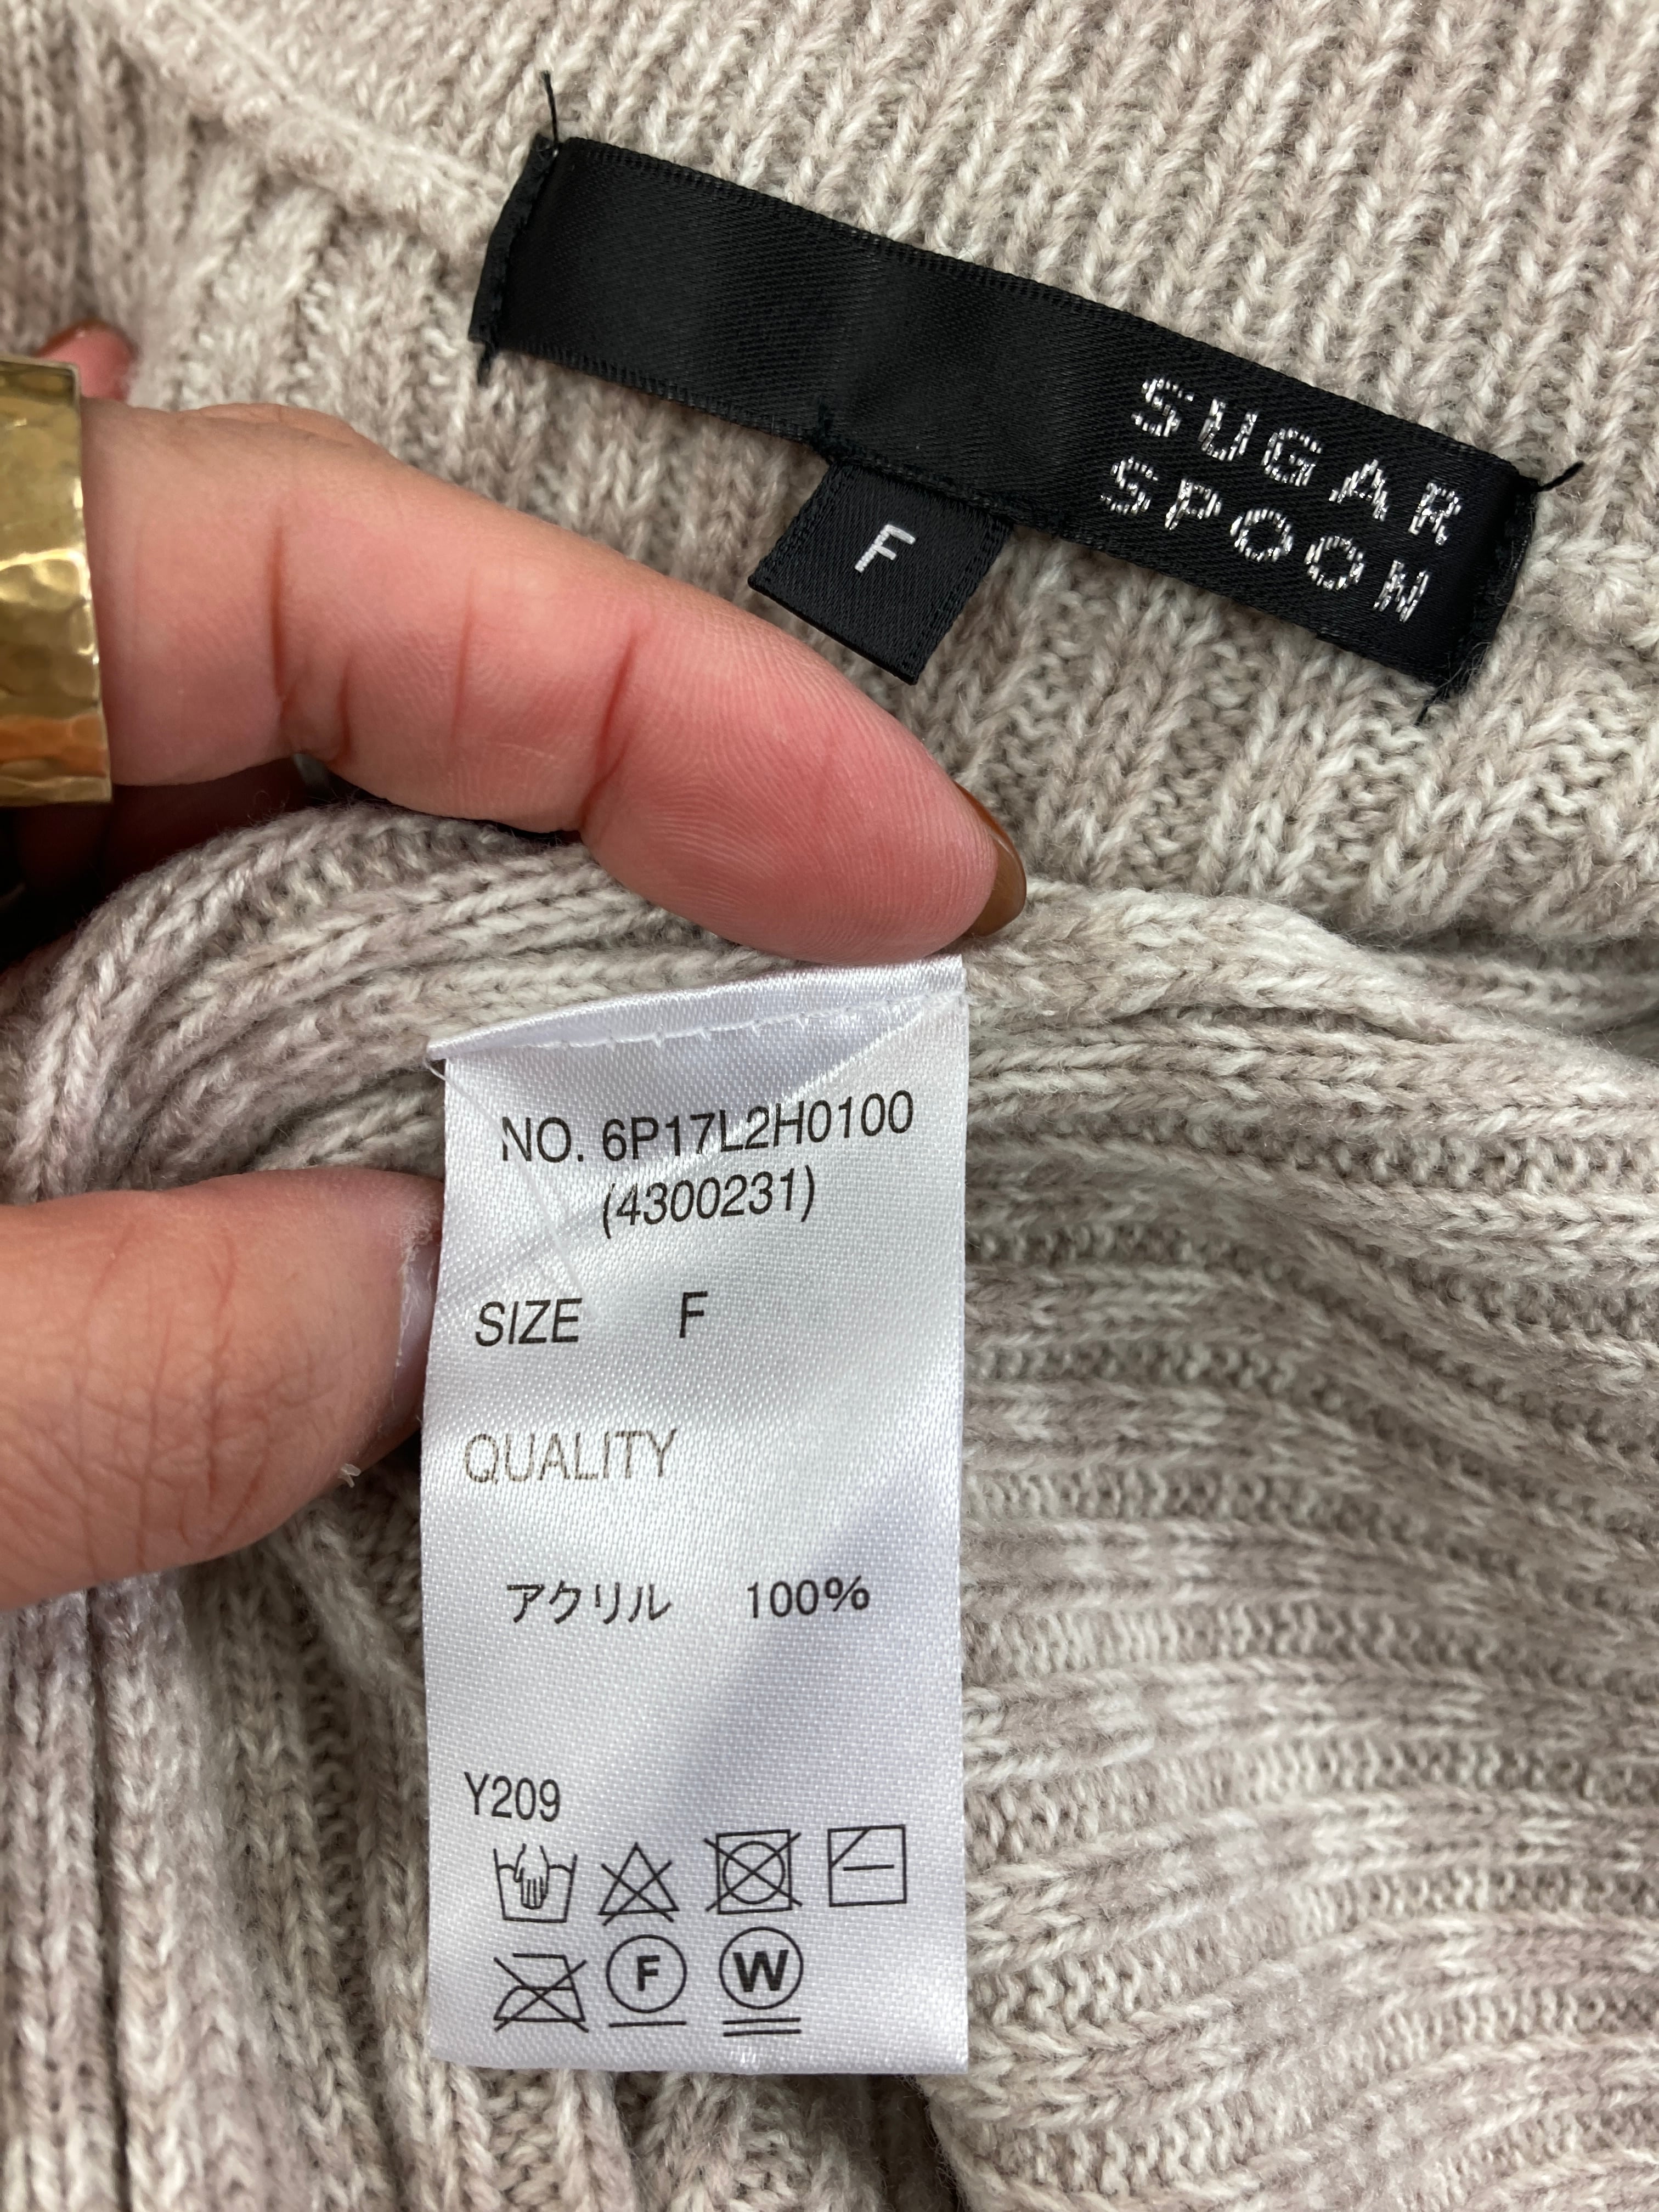 SUGAR
SPOON
F
NO. 6P17L2H0100
(4300231)
SIZE F
QUALITY
アクリル 100%
Y209
F W